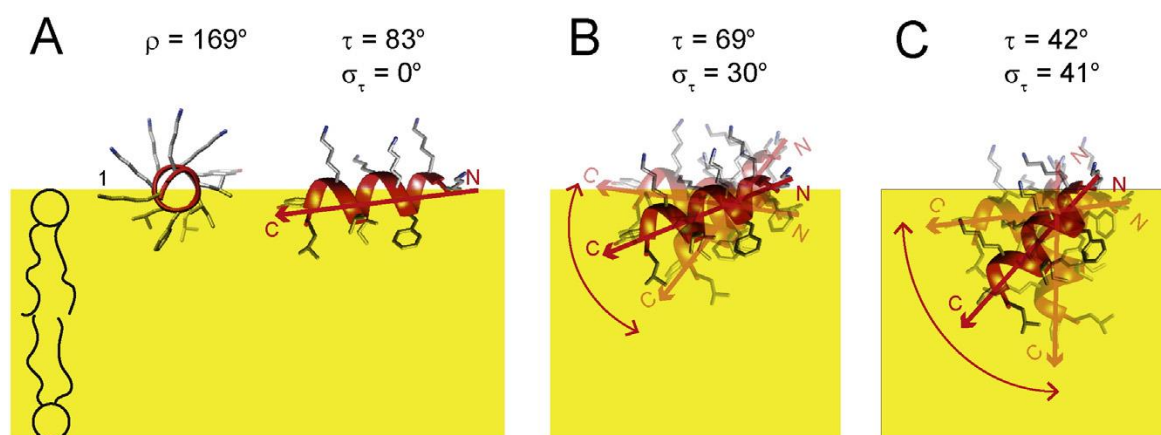 A
ρ = 169°
τ = 83°
σ_τ = 0°
B
τ = 69°
σ_τ = 30°
C
τ = 42°
σ_τ = 41°
1
N
C
C
C
C
N
N
N
C
C
C
N
N
N